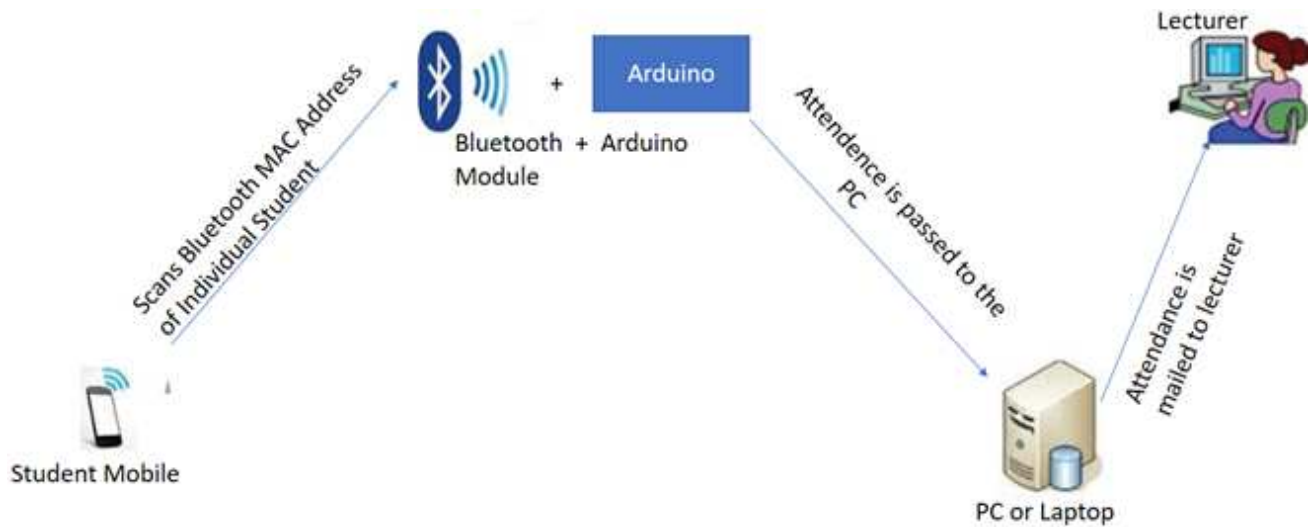 Lecturer
Arduino
+
Bluetooth + Arduino
Module
Scans Bluetooth MAC Address
of Individual Student
Attendence is passed to the
PC
Attendance is
mailed to lecturer
Student Mobile
PC or Laptop